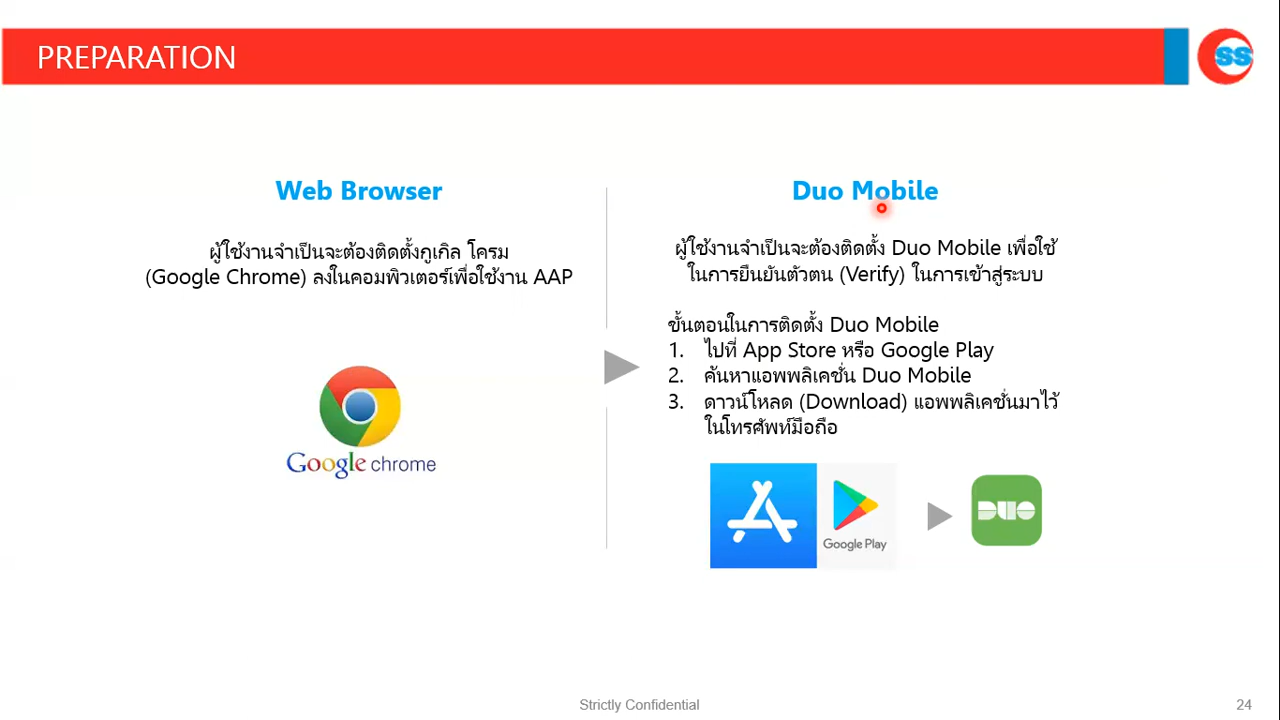 PREPARATION
SS
Web Browser
ผู้ใช้งานจำเป็นจะต้องติดตั้งกูเกิล โครม
(Google Chrome) ลงในคอมพิวเตอร์เพื่อใช้งาน AAP
Google chrome
Duo Mobile
ผู้ใช้งานจำเป็นจะต้องติดตั้ง Duo Mobile เพื่อใช้
ในการยืนยันตัวตน (Verify) ในการเข้าสู่ระบบ
ขั้นตอนในการติดตั้ง Duo Mobile
1. ไปที่ App Store หรือ Google Play
2. ค้นหาแอพพลิเคชั่น Duo Mobile
3. ดาวน์โหลด (Download) แอพพลิเคชั่นมาไว้
ในโทรศัพท์มือถือ
Google Play
DUO
Strictly Confidential
24